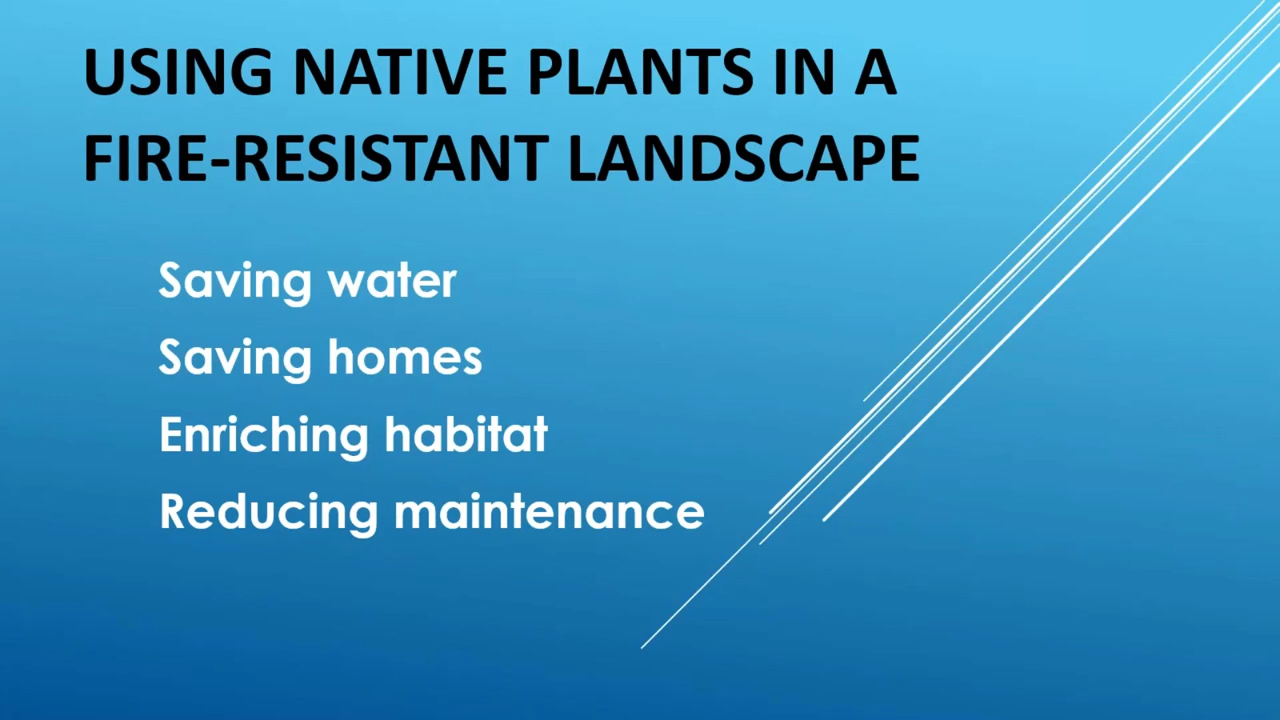 USING NATIVE PLANTS IN A
FIRE-RESISTANT LANDSCAPE
Saving water
Saving homes
Enriching habitat
Reducing maintenance